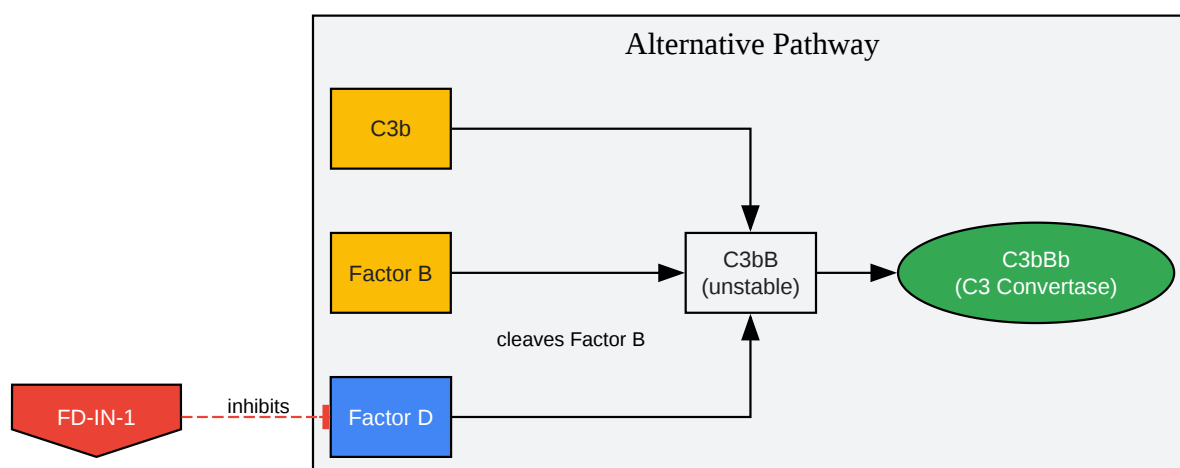 Alternative Pathway
C3b
Factor B
C3bB
(unstable)
C3bBb
(C3 Convertase)
cleaves Factor B
FD-IN-1
inhibits
Factor D